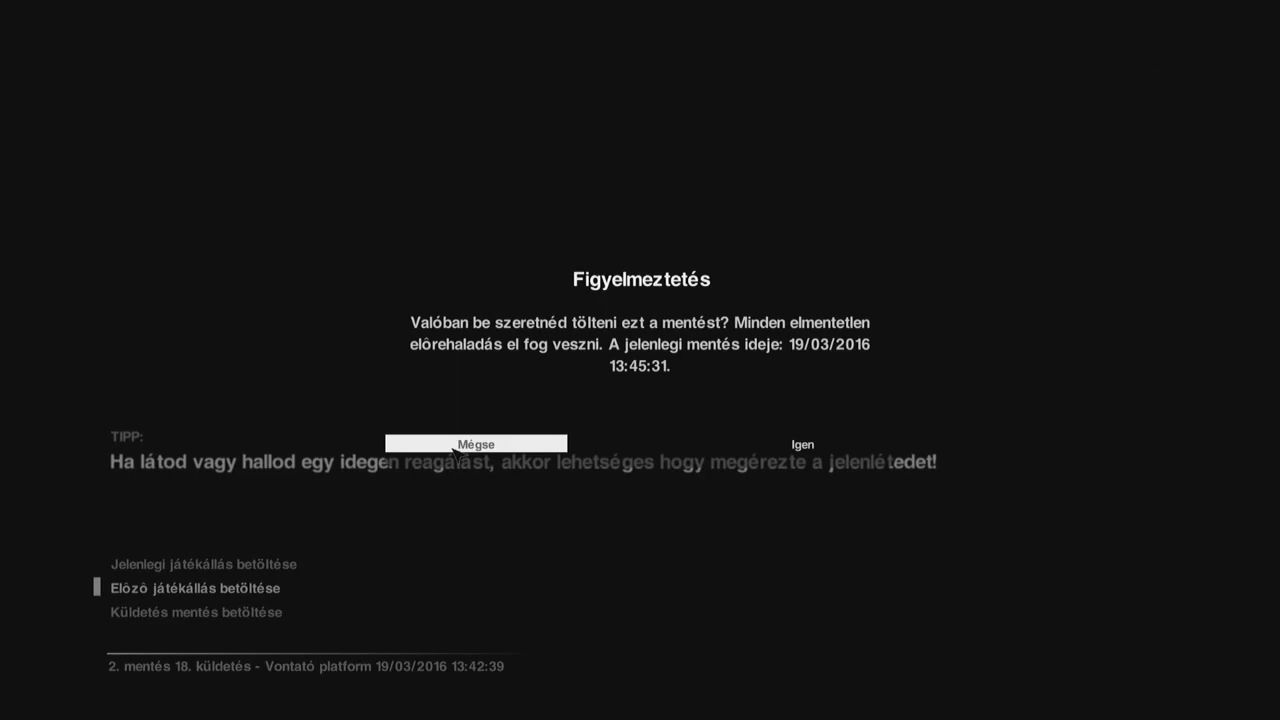 Figyelmeztetés
Valóban be szeretnéd tölteni ezt a mentést? Minden elmentetlen
elôrehaladás el fog veszni. A jelenlegi mentés ideje: 19/03/2016
13:45:31.
TIPP:
Mégse
Igen
Ha látod vagy hallod egy idegen reagálást, akkor lehetséges hogy megérezte a jelenlétedet!
Jelenlegi játékállás betöltése
Elôzô játékállás betöltése
Küldetés mentés betöltése
2. mentés 18. küldetés - Vontató platform 19/03/2016 13:42:39